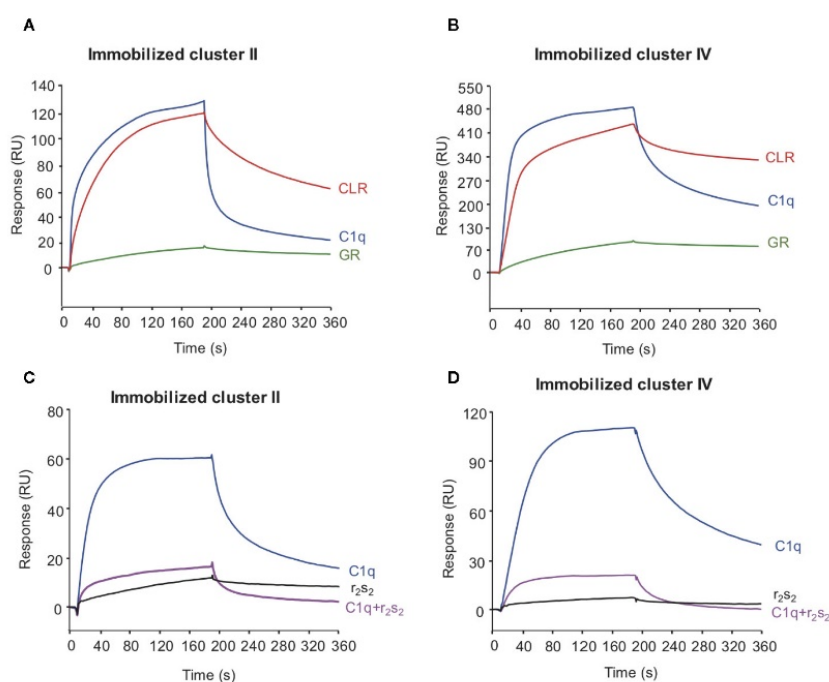 A
Immobilized cluster II
Response (RU)
140
120
100
80
60
40
20
0
CLR
C1q
GR
0 40 80 120 160 200 240 280 320 360
Time (s)
B
Immobilized cluster IV
Response (RU)
550
480
410
340
270
200
130
70
0
CLR
C1q
GR
0 40 80 120 160 200 240 280 320 360
Time (s)
C
Immobilized cluster II
Response (RU)
80
60
40
20
0
C1q
r₂s₂
C1q+r₂s₂
0 40 80 120 160 200 240 280 320 360
Time (s)
D
Immobilized cluster IV
Response (RU)
120
90
60
30
0
C1q
r₂s₂
C1q+r₂s₂
0 40 80 120 160 200 240 280 320 360
Time (s)